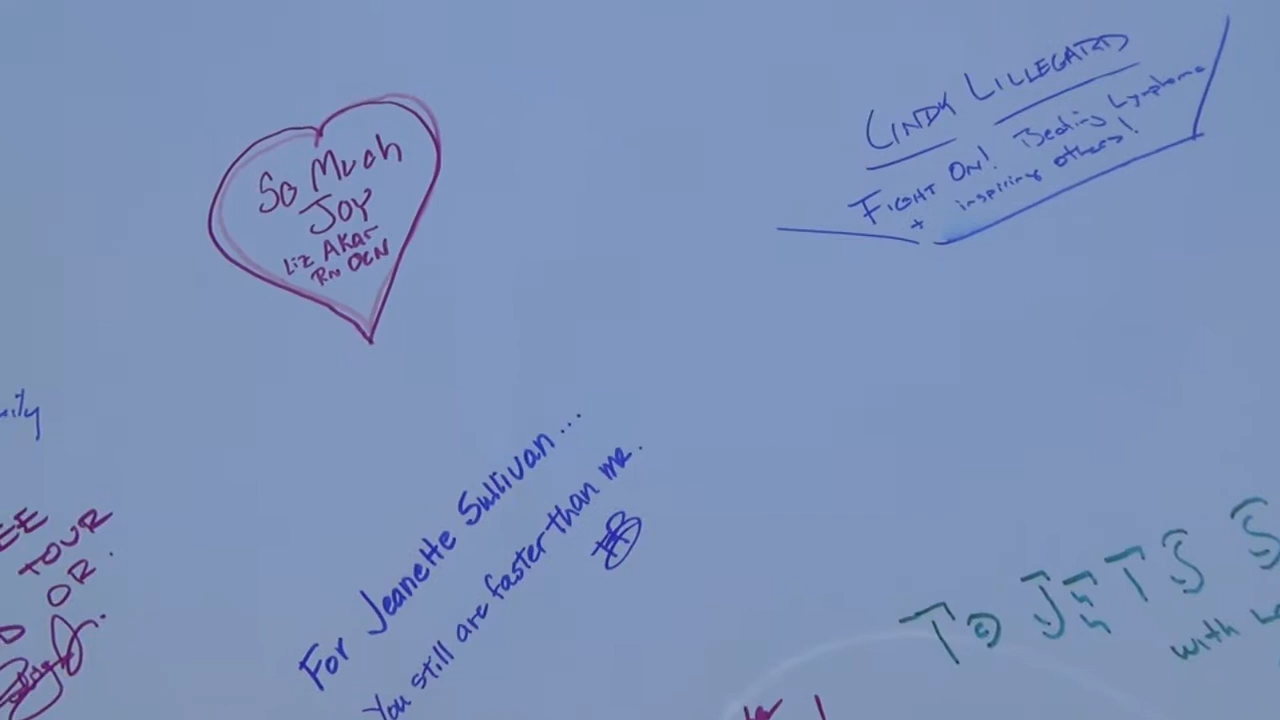 So Much
Joy
Liz Akar
RN OCN
CINDY LILLEGARD
FIGHT ON! Beating Lymphoma
+ inspiring others!
For Jeanette Sullivan...
You still are faster than me.
TOUR
OR.
To JETS S
with